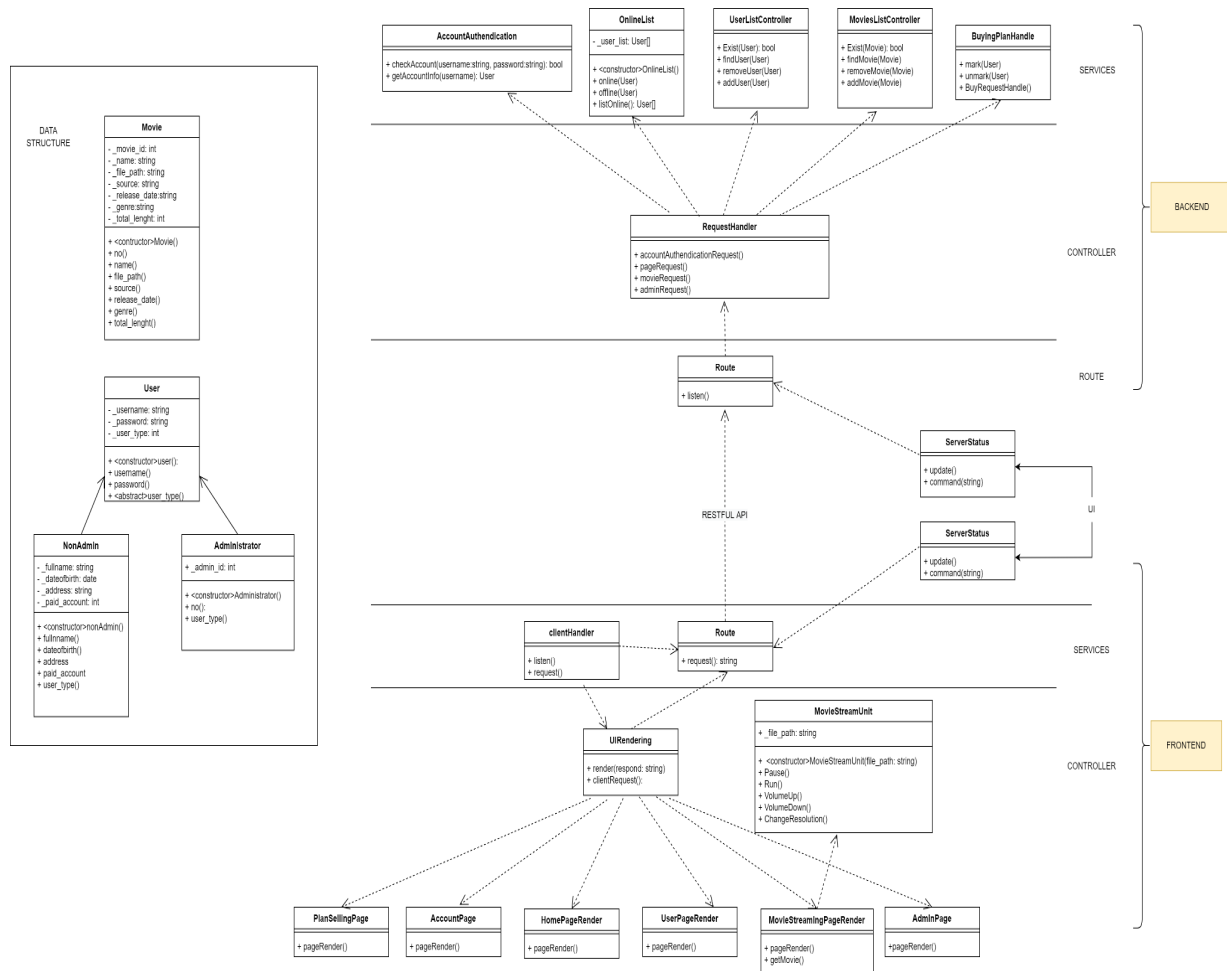 DATA
STRUCTURE
Movie
- _movie_id: int
- _name: string
- _file_path: string
- _source: string
- _release_date:string
- _genre:string
- _total_lenght: int
+ <contructor>Movie()
+ no()
+ name()
+ file_path()
+ source()
+ release_date()
+ genre()
+ total_lenght()
User
- _username: string
- _password: string
- _user_type: int
+ <constructor>user():
+ username()
+ password()
+ <abstract>user_type()
NonAdmin
- _fullname: string
- _dateofbirth: date
- _address: string
- _paid_account: int
+ <constructor>nonAdmin()
+ fullnname()
+ dateofbirth()
+ address
+ paid_account
+ user_type()
Administrator
+ _admin_id: int
+ <constructor>Administrator()
+ no():
+ user_type()
AccountAuthendication
+ checkAccount(username:string, password:string): bool
+ getAccountInfo(username): User
OnlineList
- _user_list: User[]
+ <constructor>OnlineList()
+ online(User)
+ offline(User)
+ listOnline(): User[]
UserListController
+ Exist(User): bool
+ findUser(User)
+ removeUser(User)
+ addUser(User)
MoviesListController
+ Exist(Movie): bool
+ findMovie(Movie)
+ removeMovie(Movie)
+ addMovie(Movie)
BuyingPlanHandle
+ mark(User)
+ unmark(User)
+ BuyRequestHandle()
SERVICES
BACKEND
RequestHandler
+ accountAuthendicationRequest()
+ pageRequest()
+ movieRequest()
+ adminRequest()
CONTROLLER
Route
+ listen()
ROUTE
ServerStatus
+ update()
+ command(string)
RESTFUL API
UI
ServerStatus
+ update()
+ command(string)
clientHandler
+ listen()
+ request()
Route
+ request(): string
SERVICES
UIRendering
+ render(respond: string)
+ clientRequest():
MovieStreamUnit
+ _file_path: string
+ <constructor>MovieStreamUnit(file_path: string)
+ Pause()
+ Run()
+ VolumeUp()
+ VolumeDown()
+ ChangeResolution()
CONTROLLER
FRONTEND
PlanSellingPage
+ pageRender()
AccountPage
+ pageRender()
HomePageRender
+ pageRender()
UserPageRender
+ pageRender()
MovieStreamingPageRender
+ pageRender()
+ getMovie()
AdminPage
+pageRender()